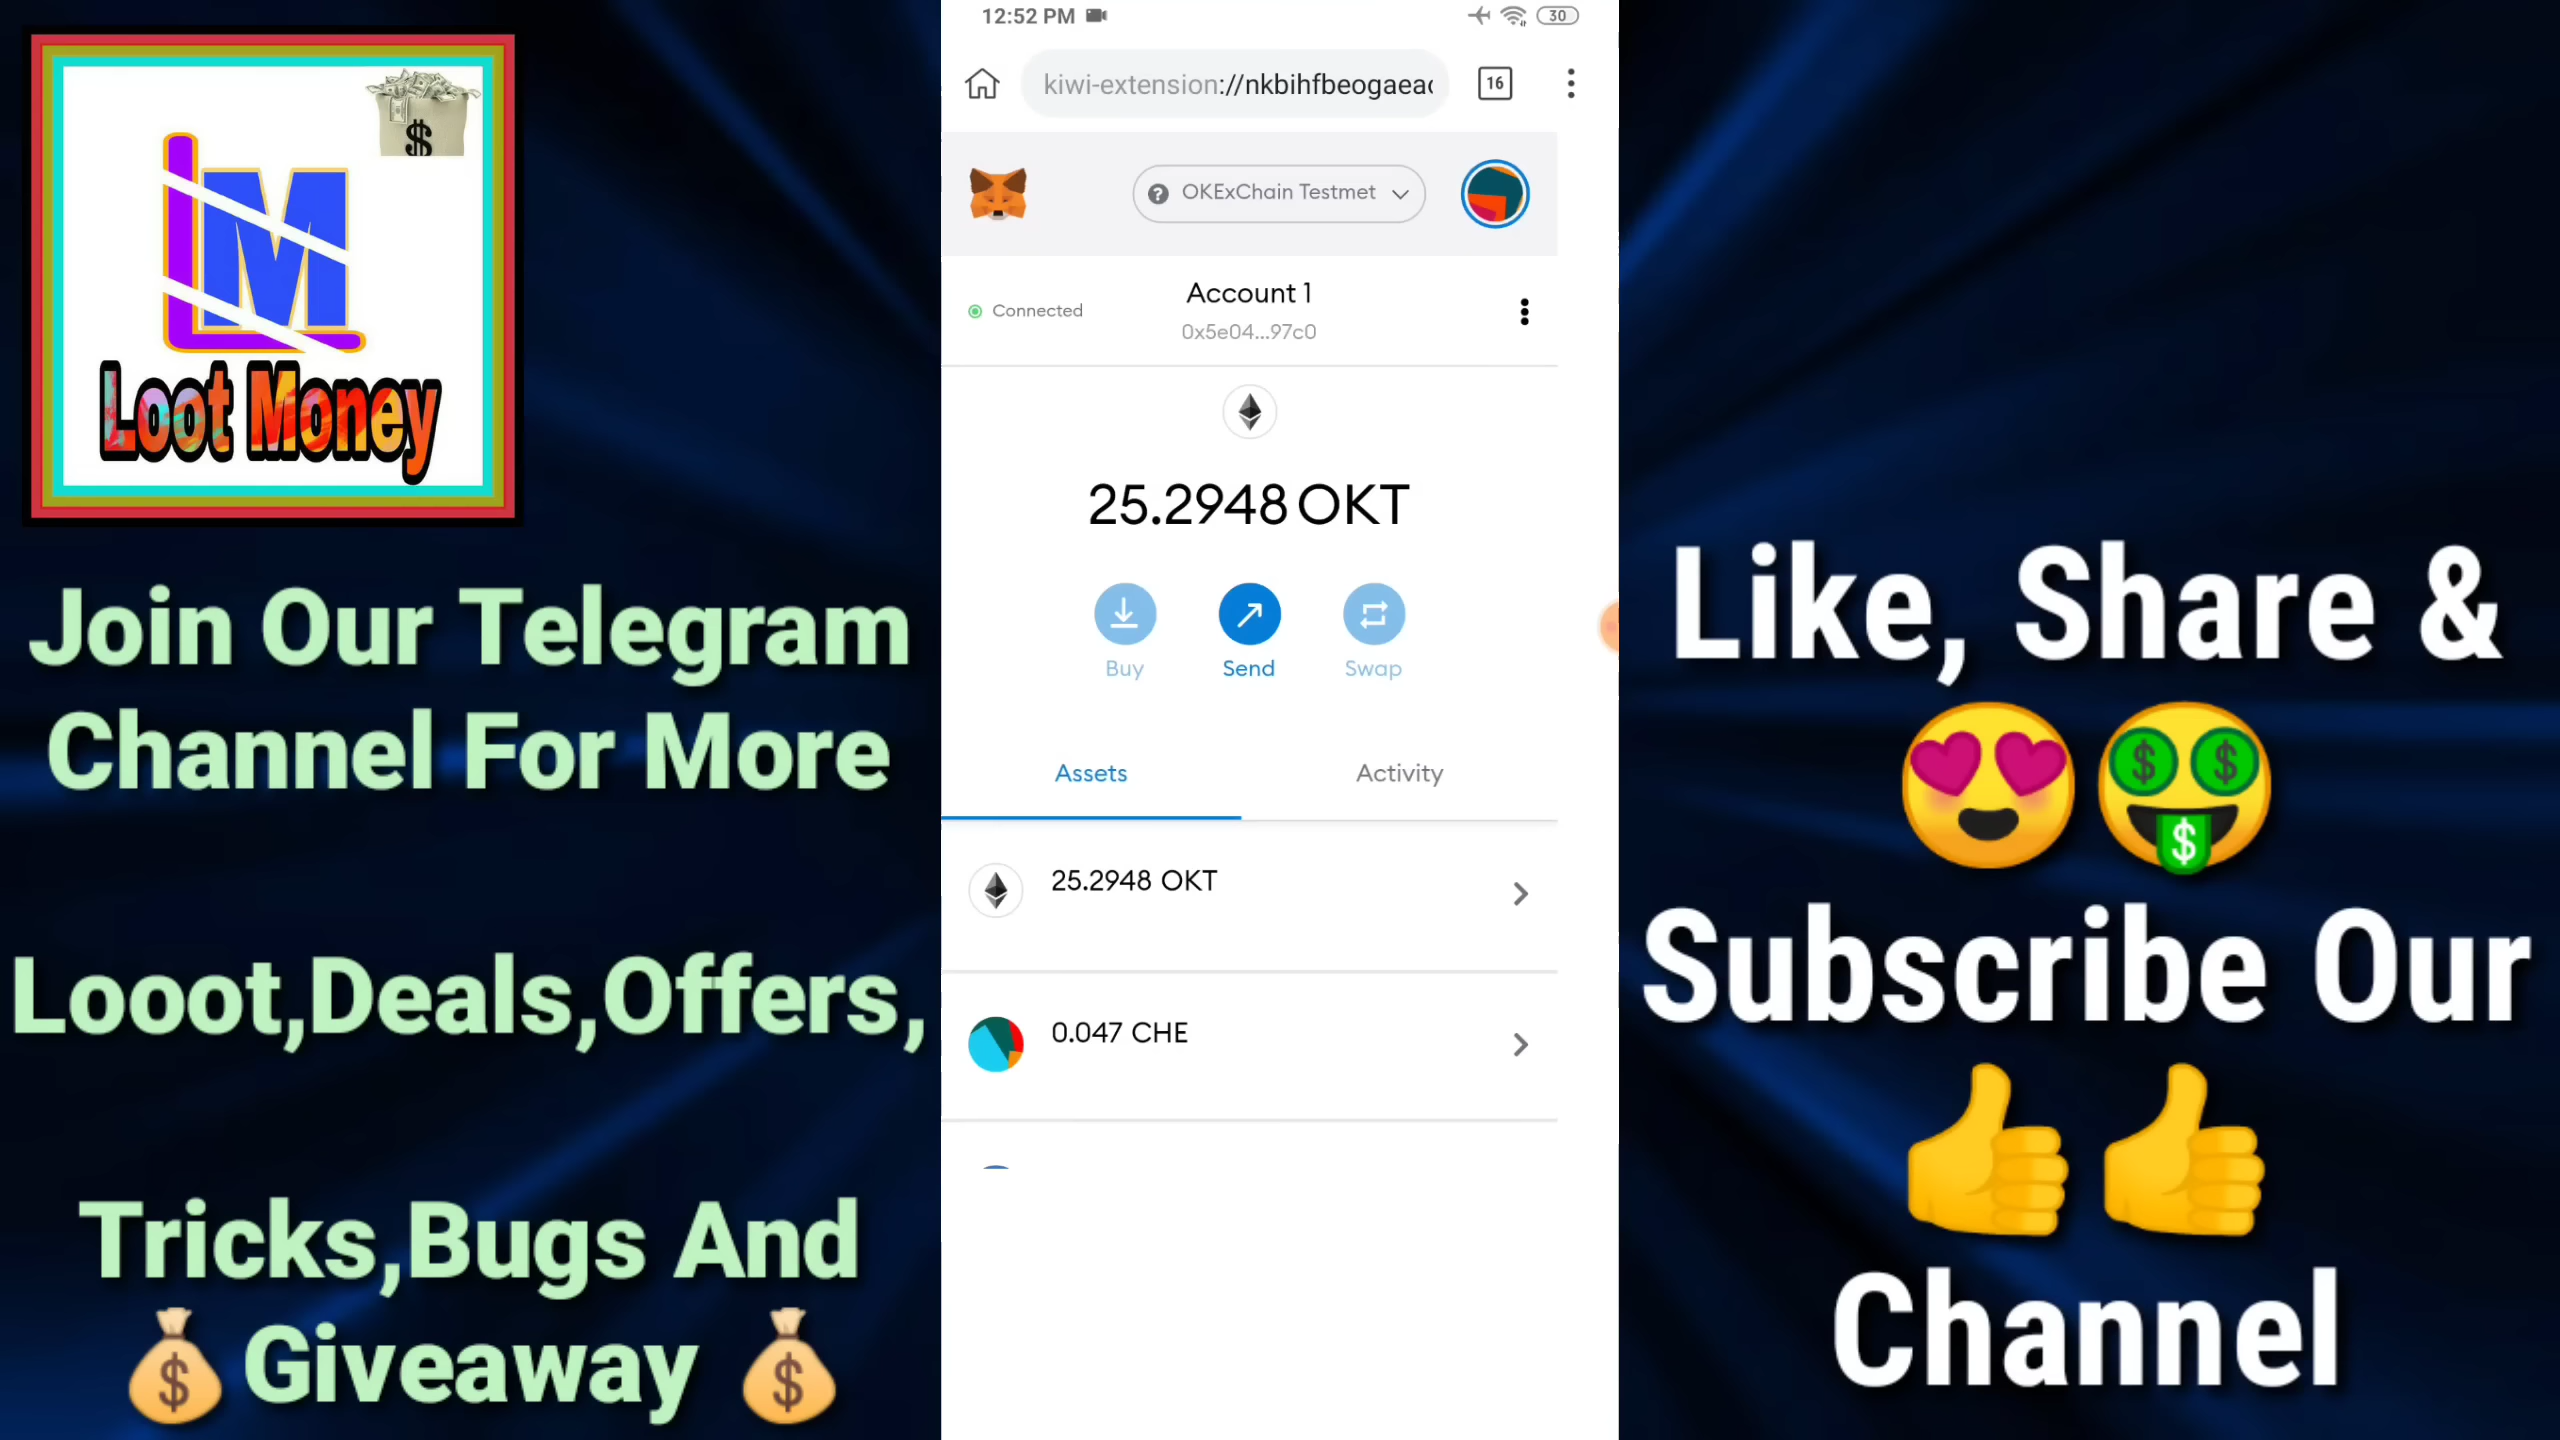 $
LM
Loot Money
Join Our Telegram
Channel For More
Looot,Deals,Offers,
Tricks,Bugs And
Giveaway
12:52 PM
30
kiwi-extension://nkbihfbeogaea
16
OKExChain Testmet
Connected
Account 1
0x5e04...97c0
25.2948 OKT
Buy
Send
Swap
Assets
Activity
25.2948 OKT
0.047 CHE
Like, Share &
Subscribe Our
Channel